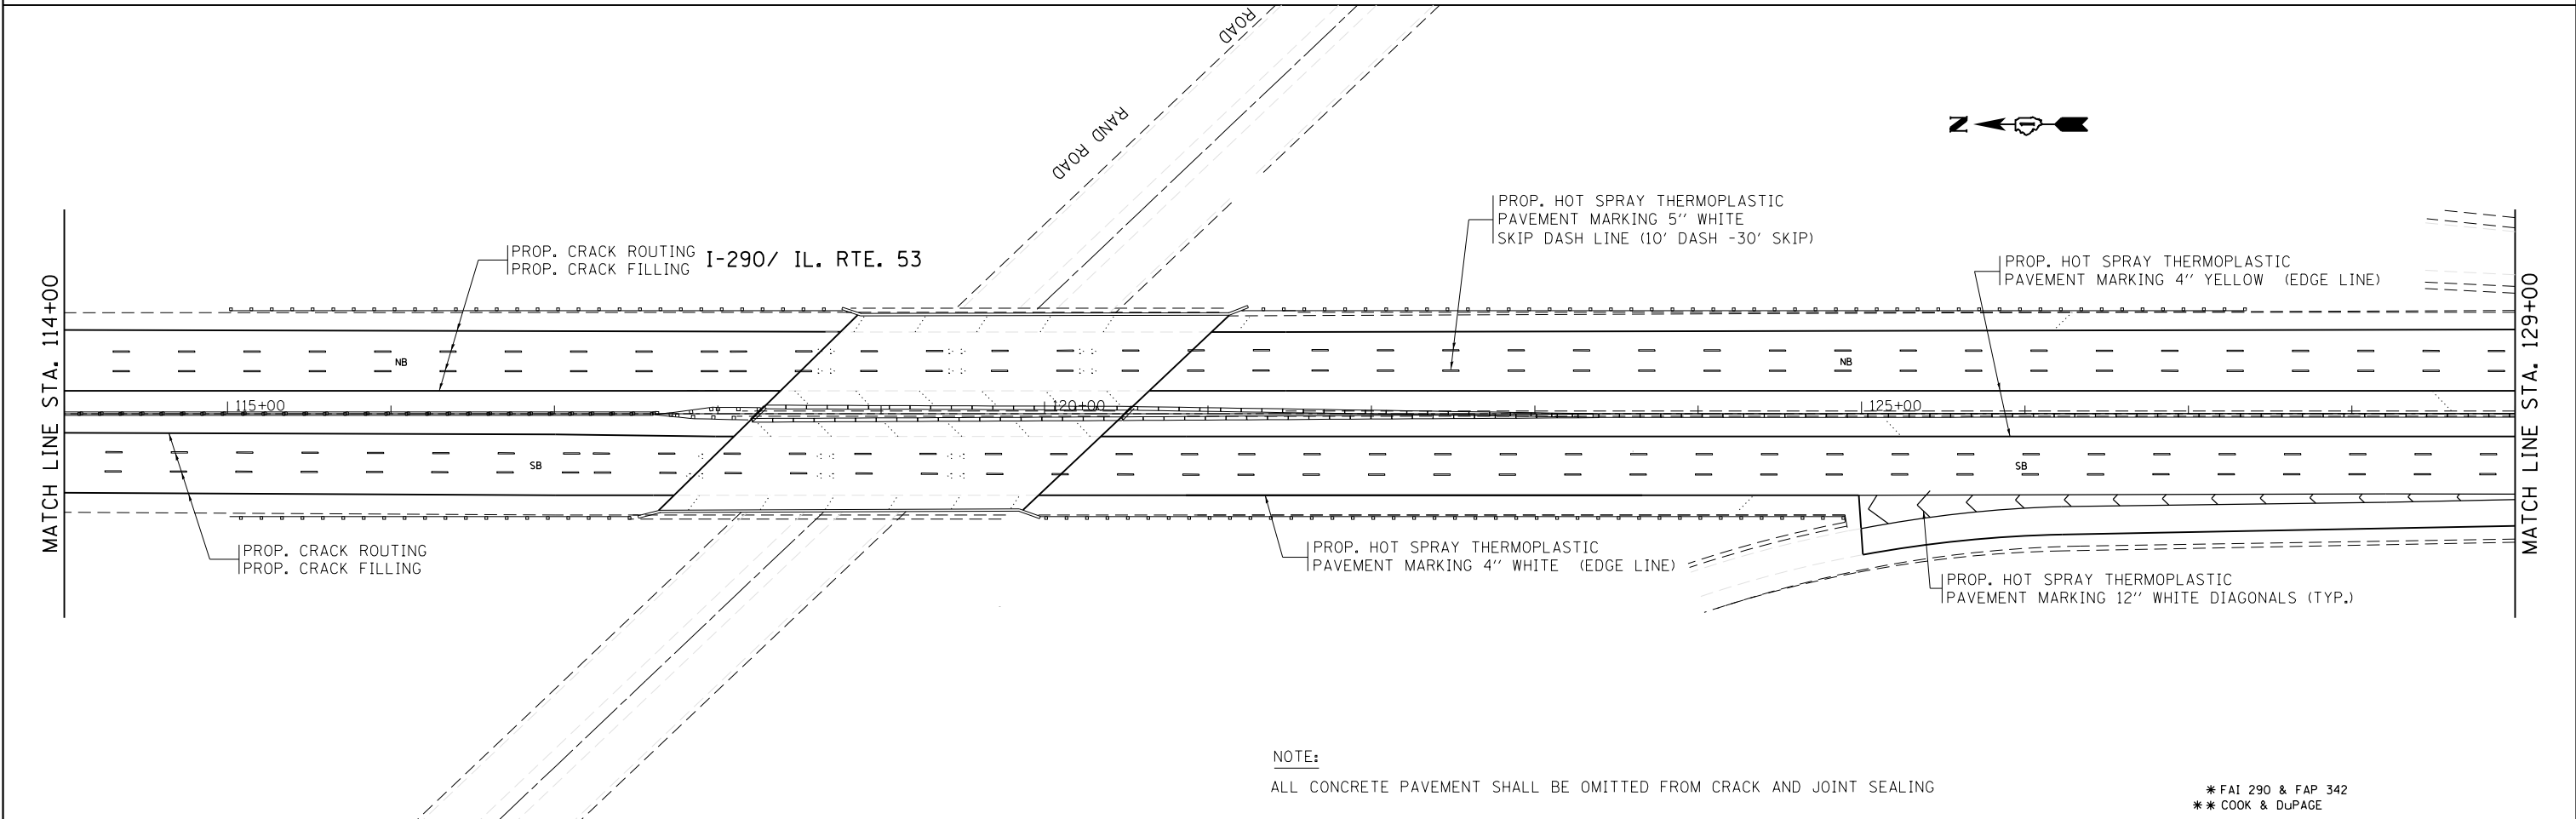 ROAD
RAND ROAD
N
PROP. HOT SPRAY THERMOPLASTIC
PAVEMENT MARKING 5'' WHITE
SKIP DASH LINE (10' DASH -30' SKIP)
PROP. CRACK ROUTING
PROP. CRACK FILLING
I-290/ IL. RTE. 53
PROP. HOT SPRAY THERMOPLASTIC
PAVEMENT MARKING 4'' YELLOW (EDGE LINE)
MATCH LINE STA. 114+00
MATCH LINE STA. 129+00
NB
NB
115+00
120+00
125+00
SB
SB
PROP. CRACK ROUTING
PROP. CRACK FILLING
PROP. HOT SPRAY THERMOPLASTIC
PAVEMENT MARKING 4'' WHITE (EDGE LINE)
PROP. HOT SPRAY THERMOPLASTIC
PAVEMENT MARKING 12'' WHITE DIAGONALS (TYP.)
NOTE:
ALL CONCRETE PAVEMENT SHALL BE OMITTED FROM CRACK AND JOINT SEALING
* FAI 290 & FAP 342
** COOK & DuPAGE